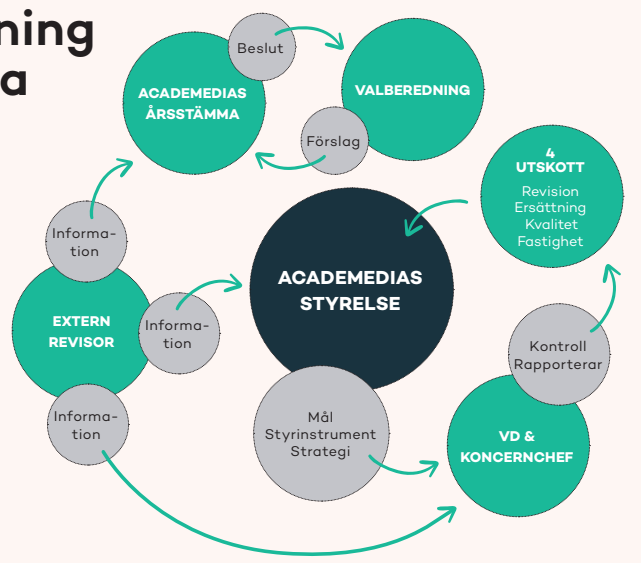 ning
a
Beslut
ACADEMEDIAS
ÅRSSTÄMMA
VALBEREDNING
Förslag
4
UTSKOTT
Revision
Ersättning
Kvalitet
Fastighet
Informa-
tion
ACADEMEDIAS
STYRELSE
EXTERN
REVISOR
Informa-
tion
Kontroll
Rapporterar
Informa-
tion
Mål
Styrinstrument
Strategi
VD &
KONCERNCHEF